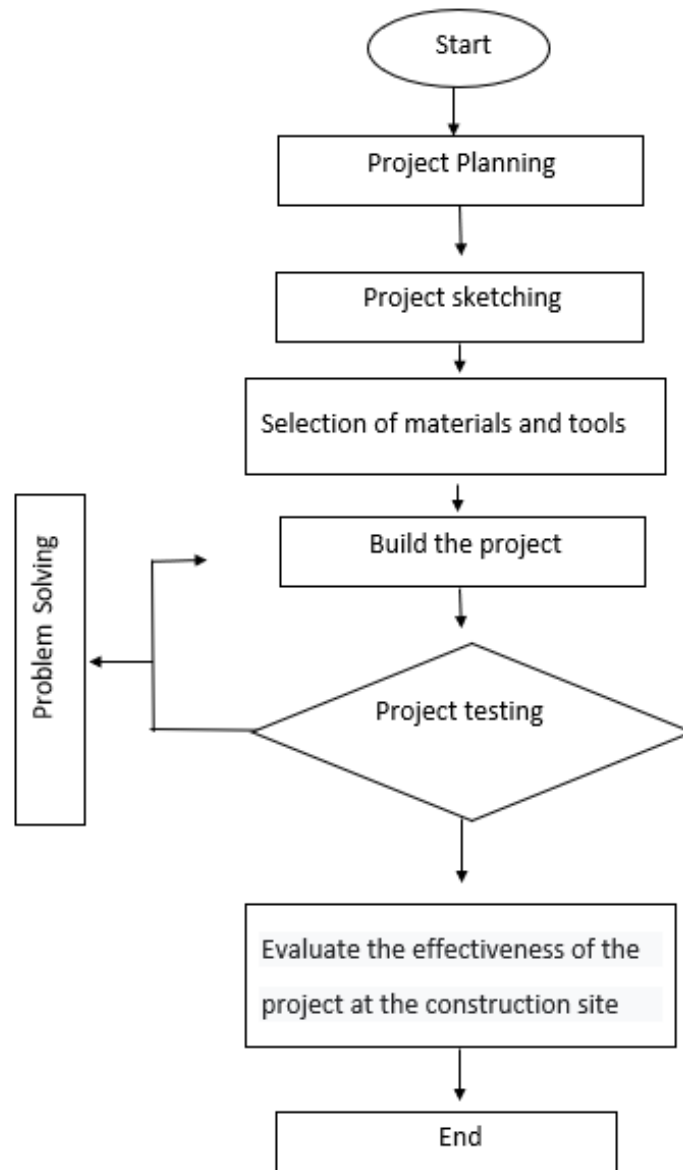 Start
Project Planning
Project sketching
Selection of materials and tools
Build the project
Problem Solving
Project testing
Evaluate the effectiveness of the
project at the construction site
End